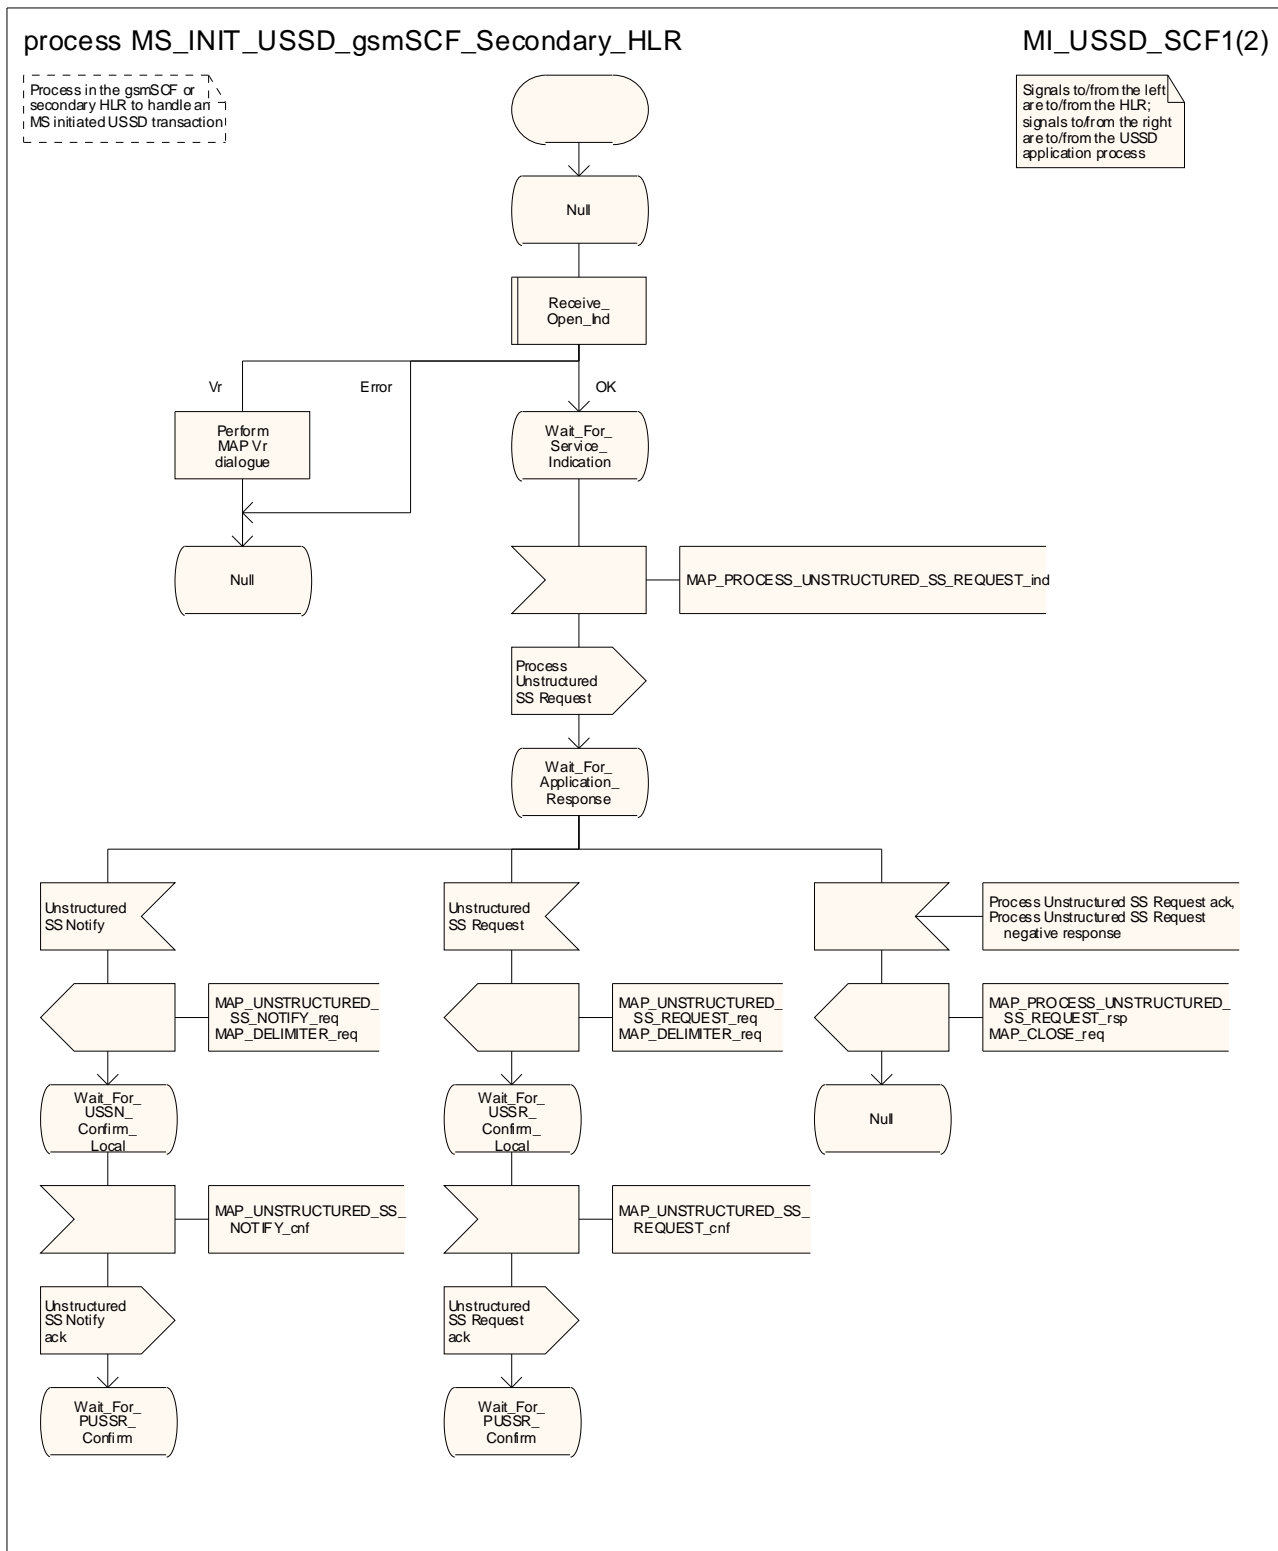 process MS_INIT_USSD_gsmSCF_Secondary_HLR
MI_USSD_SCF1(2)
Process in the gsmSCF or
secondary HLR to handle an
MS initiated USSD transaction
Signals to/from the left
are to/from the HLR;
signals to/from the right
are to/from the USSD
application process
Null
Receive_
Open_Ind
Vr
Error
OK
Perform
MAP Vr
dialogue
Wait_For_
Service_
Indication
Null
MAP_PROCESS_UNSTRUCTURED_SS_REQUEST_ind
Process
Unstructured
SS Request
Wait_For_
Application_
Response
Unstructured
SS Notify
Unstructured
SS Request
Process Unstructured SS Request ack,
Process Unstructured SS Request
negative response
MAP_UNSTRUCTURED_
SS_NOTIFY_req
MAP_DELIMITER_req
MAP_UNSTRUCTURED_
SS_REQUEST_req
MAP_DELIMITER_req
MAP_PROCESS_UNSTRUCTURED_
SS_REQUEST_rsp
MAP_CLOSE_req
Wait_For_
USSN_
Confirm_
Local
Wait_For_
USSR_
Confirm_
Local
Null
MAP_UNSTRUCTURED_SS_
NOTIFY_cnf
MAP_UNSTRUCTURED_SS_
REQUEST_cnf
Unstructured
SS Notify
ack
Unstructured
SS Request
ack
Wait_For_
PUSSR_
Confirm
Wait_For_
PUSSR_
Confirm